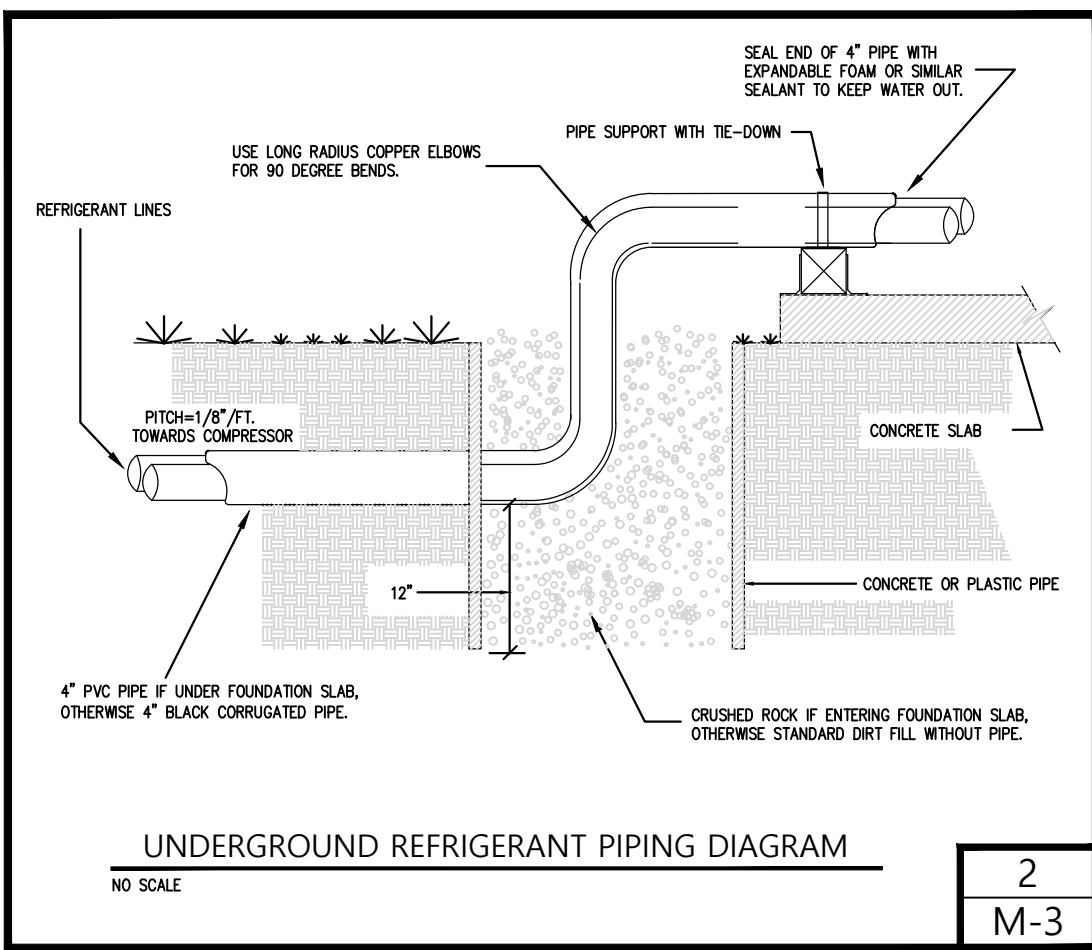 SEAL END OF 4" PIPE WITH
EXPANDABLE FOAM OR SIMILAR
SEALANT TO KEEP WATER OUT.
PIPE SUPPORT WITH TIE-DOWN
USE LONG RADIUS COPPER ELBOWS
FOR 90 DEGREE BENDS.
REFRIGERANT LINES
PITCH=1/8"/FT.
TOWARDS COMPRESSOR
CONCRETE SLAB
12"
CONCRETE OR PLASTIC PIPE
4" PVC PIPE IF UNDER FOUNDATION SLAB,
OTHERWISE 4" BLACK CORRUGATED PIPE.
CRUSHED ROCK IF ENTERING FOUNDATION SLAB,
OTHERWISE STANDARD DIRT FILL WITHOUT PIPE.
UNDERGROUND REFRIGERANT PIPING DIAGRAM
NO SCALE
2
M-3